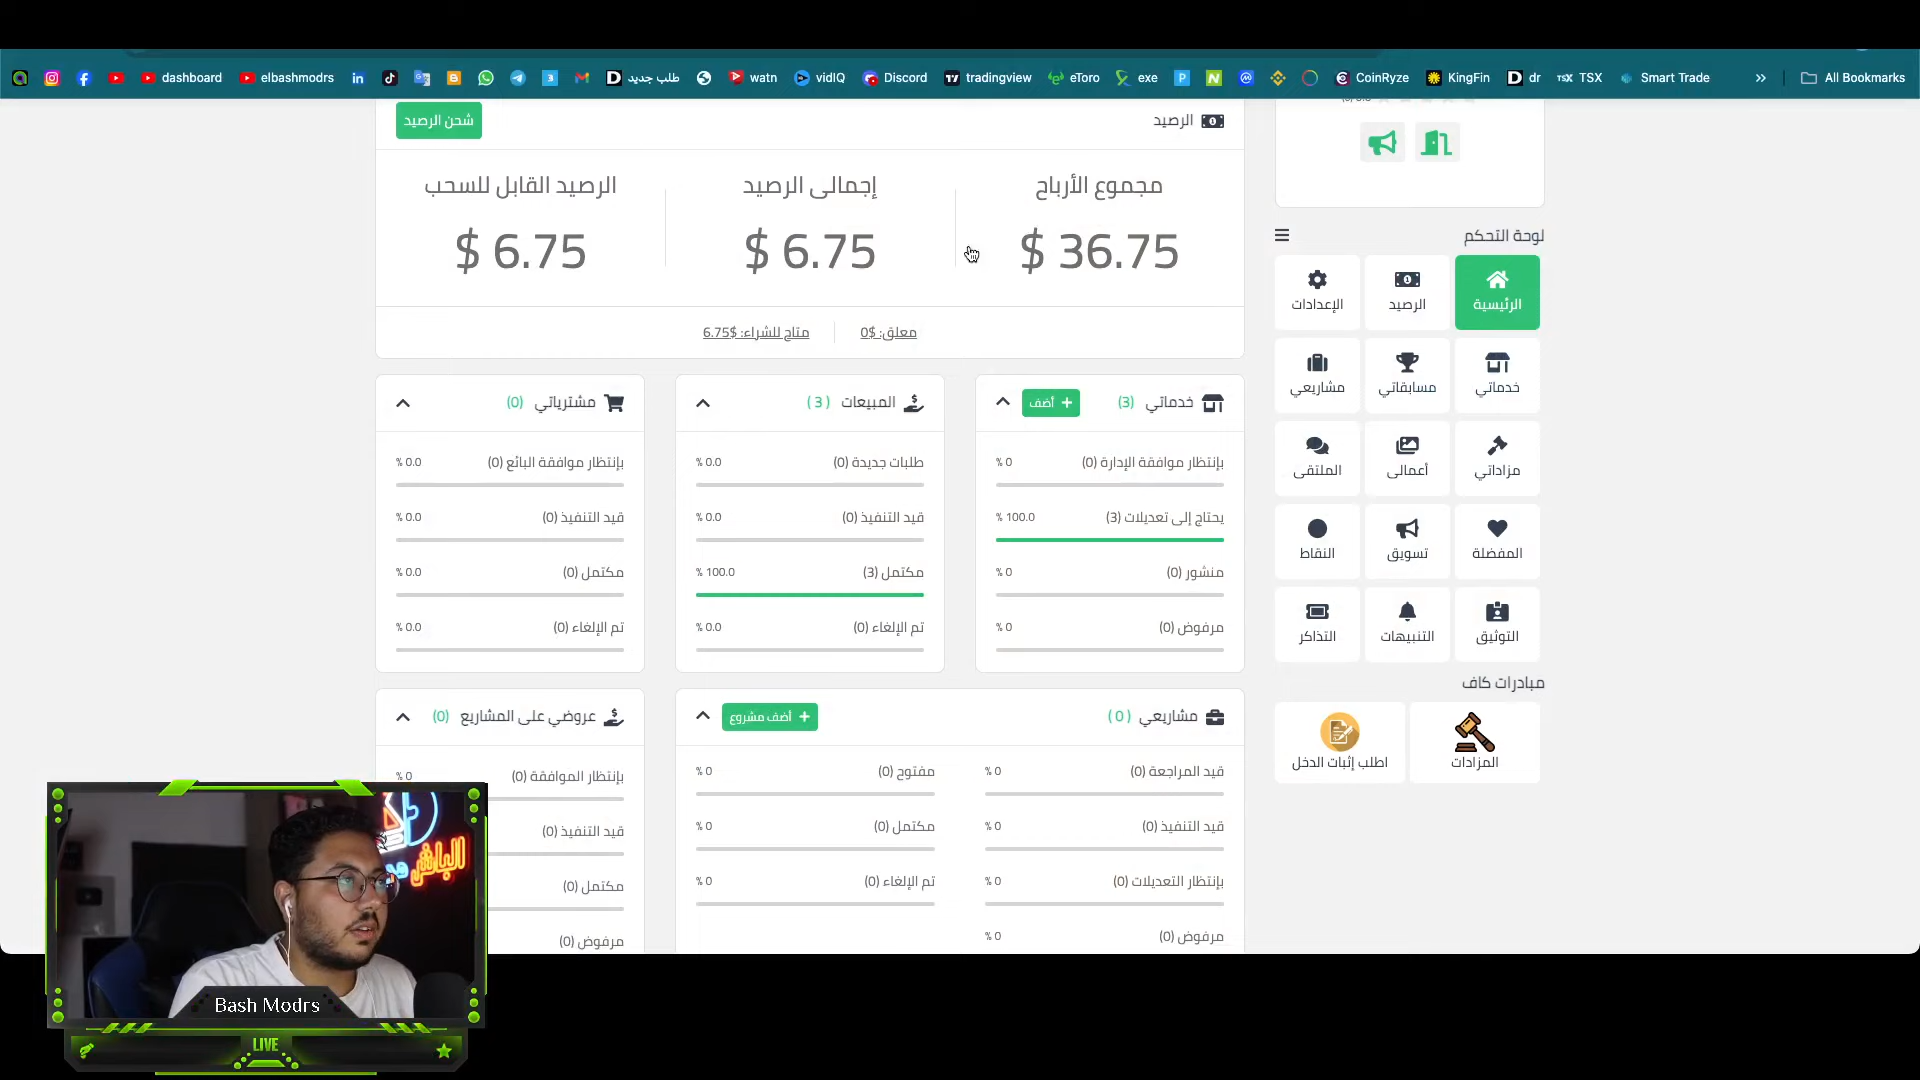 dashboard
elbashmodrs
طلب جديد
watn
vidIQ
Discord
tradingview
eToro
exe
CoinRyze
KingFin
dr
TSX
TSX
Smart Trade
All Bookmarks
الرصيد
شحن الرصيد
مجموع الأرباح
إجمالى الرصيد
الرصيد القابل للسحب
$ 36.75
$ 6.75
$ 6.75
معلق: $0
متاح للشراء: $6.75
خدماتي (3)
+ أضف
بإنتظار موافقة الإدارة (0)
% 0
يحتاج إلى تعديلات (3)
% 100.0
منشور (0)
% 0
مرفوض (0)
% 0
المبيعات (3)
طلبات جديدة (0)
% 0.0
قيد التنفيذ (0)
% 0.0
مكتمل (3)
% 100.0
تم الإلغاء (0)
% 0.0
مشترياتي (0)
بإنتظار موافقة البائع (0)
% 0.0
قيد التنفيذ (0)
% 0.0
مكتمل (0)
% 0.0
تم الإلغاء (0)
% 0.0
مشاريعي (0)
+ أضف مشروع
قيد المراجعة (0)
% 0
مفتوح (0)
% 0
قيد التنفيذ (0)
% 0
مكتمل (0)
% 0
بإنتظار التعديلات (0)
% 0
تم الإلغاء (0)
% 0
مرفوض (0)
% 0
عروضي على المشاريع (0)
بإنتظار الموافقة (0)
% 0
قيد التنفيذ (0)
مكتمل (0)
مرفوض (0)
لوحة التحكم
الرئيسية
الرصيد
الإعدادات
خدماتي
مسابقاتي
مشاريعي
مزاداتي
أعمالى
الملتقى
المفضلة
تسويق
النقاط
التوثيق
التنبيهات
التذاكر
مبادرات كاف
المزادات
اطلب إثبات الدخل
الباش
Bash Modrs
LIVE